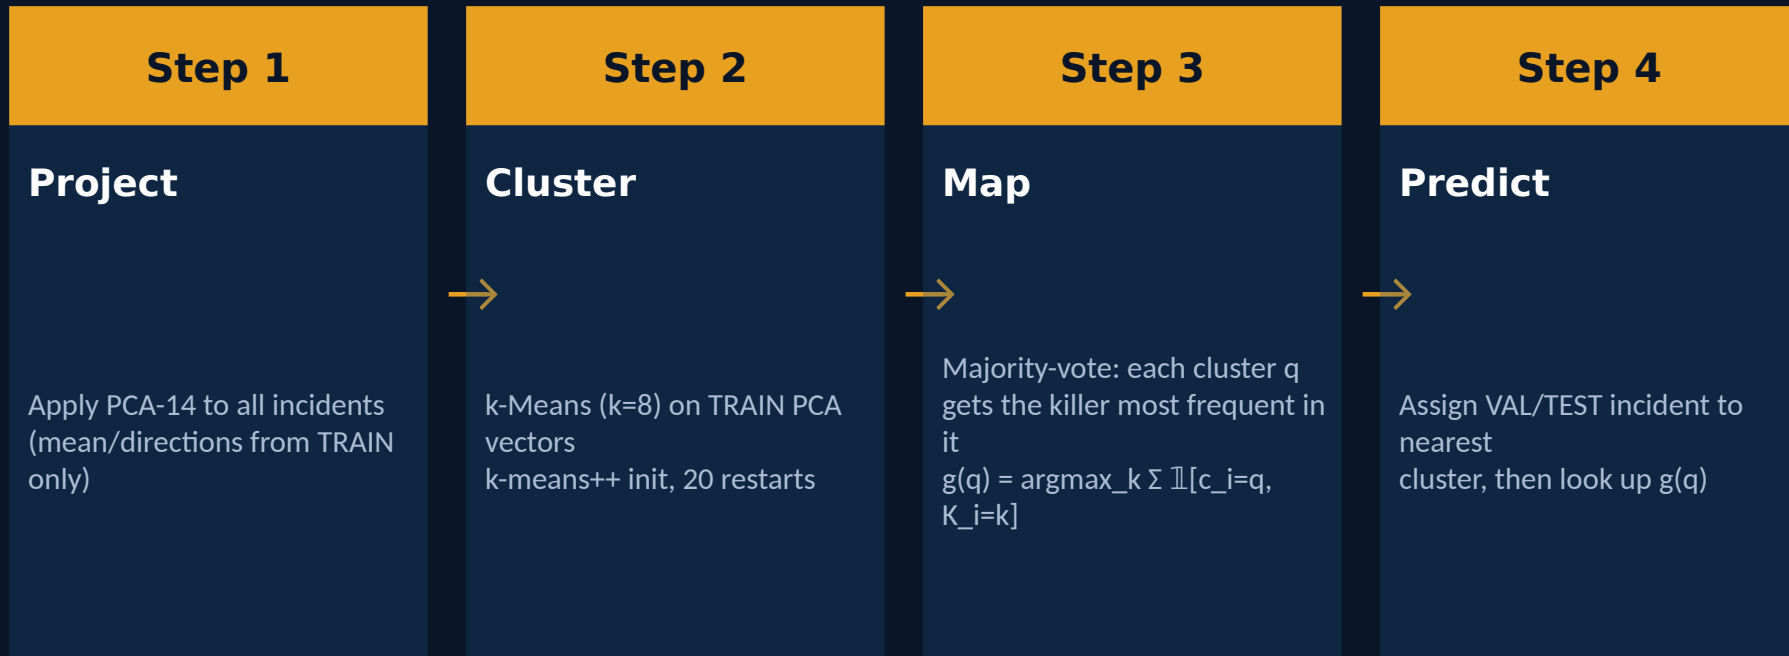 Step 1
Project
Apply PCA-14 to all incidents
(mean/directions from TRAIN
only)
→
Step 2
Cluster
k-Means (k=8) on TRAIN PCA
vectors
k-means++ init, 20 restarts
→
Step 3
Map
Majority-vote: each cluster q
gets the killer most frequent in
it
g(q) = argmax_k Σ 𝟙[c_i=q,
K_i=k]
→
Step 4
Predict
Assign VAL/TEST incident to
nearest
cluster, then look up g(q)